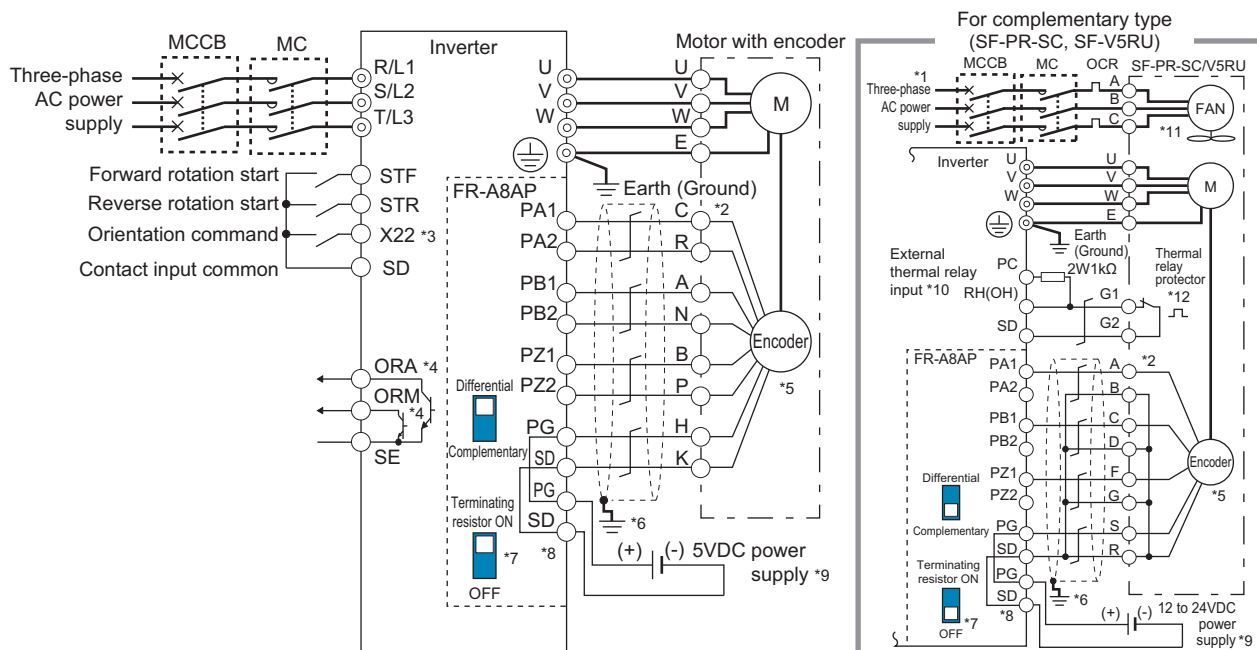 MCCB
MC
Three-phase
AC power
supply
Inverter
R/L1
S/L2
T/L3
U
V
W
Motor with encoder
U
V
W
E
M
Forward rotation start
Reverse rotation start
Orientation command
Contact input common
STF
STR
X22 *3
SD
ORA *4
ORM
*4
SE
FR-A8AP
Earth (Ground)
PA1
PA2
PB1
PB2
PZ1
PZ2
PG
SD
PG
SD
C *2
R
A
N
B
P
H
K
Encoder
*5
Differential
Complementary
Terminating
resistor ON
*7
OFF
*8
*6
(+)
(-)
5VDC power
supply *9
For complementary type
(SF-PR-SC, SF-V5RU)
MCCB
MC
OCR
SF-PR-SC/V5RU
*1
Three-phase
AC power
supply
A
B
C
FAN
*11
Inverter
U
V
W
U
V
W
E
M
Earth
(Ground)
External
thermal relay
input *10
PC
2W1kΩ
RH(OH)
SD
G1
G2
Thermal
relay
protector
*12
FR-A8AP
PA1
PA2
PB1
PB2
PZ1
PZ2
PG
SD
PG
SD
A *2
B
C
D
F
G
S
R
Encoder
*5
Differential
Complementary
Terminating
resistor ON
*7
OFF
*8
*6
(+)
(-)
12 to 24VDC
power
supply *9